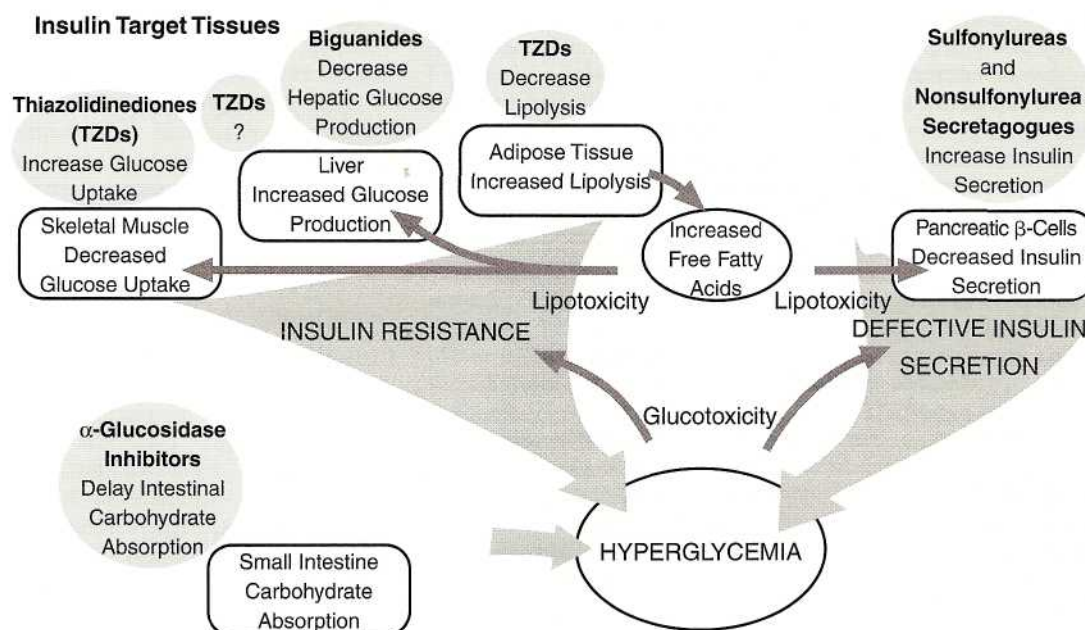 Insulin Target Tissues
Thiazolidinediones
(TZDs)
Increase Glucose
Uptake
TZDs
?
Biguanides
Decrease
Hepatic Glucose
Production
TZDs
Decrease
Lipolysis
Sulfonylureas
and
Nonsulfonylurea
Secretagogues
Increase Insulin
Secretion
Skeletal Muscle
Decreased
Glucose Uptake
Liver
Increased Glucose
Production
Adipose Tissue
Increased Lipolysis
Increased
Free Fatty
Acids
Pancreatic β-Cells
Decreased Insulin
Secretion
Lipotoxicity
Lipotoxicity
INSULIN RESISTANCE
DEFECTIVE INSULIN
SECRETION
Glucotoxicity
α-Glucosidase
Inhibitors
Delay Intestinal
Carbohydrate
Absorption
Small Intestine
Carbohydrate
Absorption
HYPERGLYCEMIA